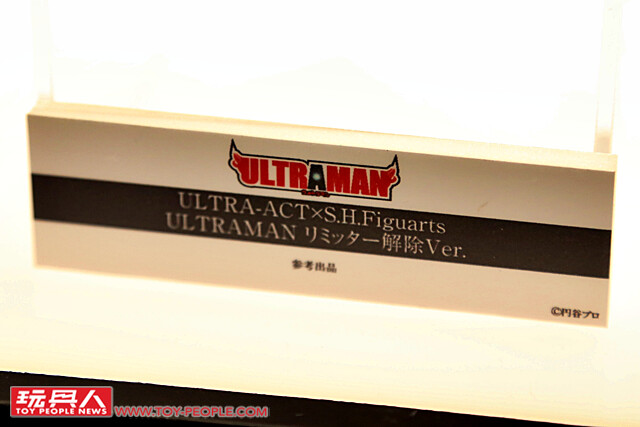 ULTRAMAN
ULTRA-ACT×S.H.Figuarts
ULTRAMAN リミッター解除Ver.
参考出品
©円谷プロ
玩具人
TOY PEOPLE NEWS
WWW.TOY-PEOPLE.COM